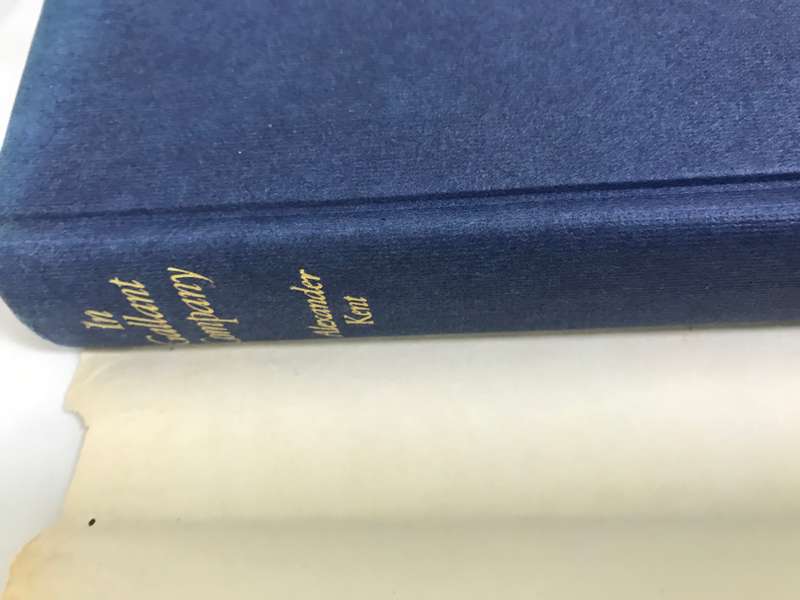 In
Gallant
Company
Alexander
Kent